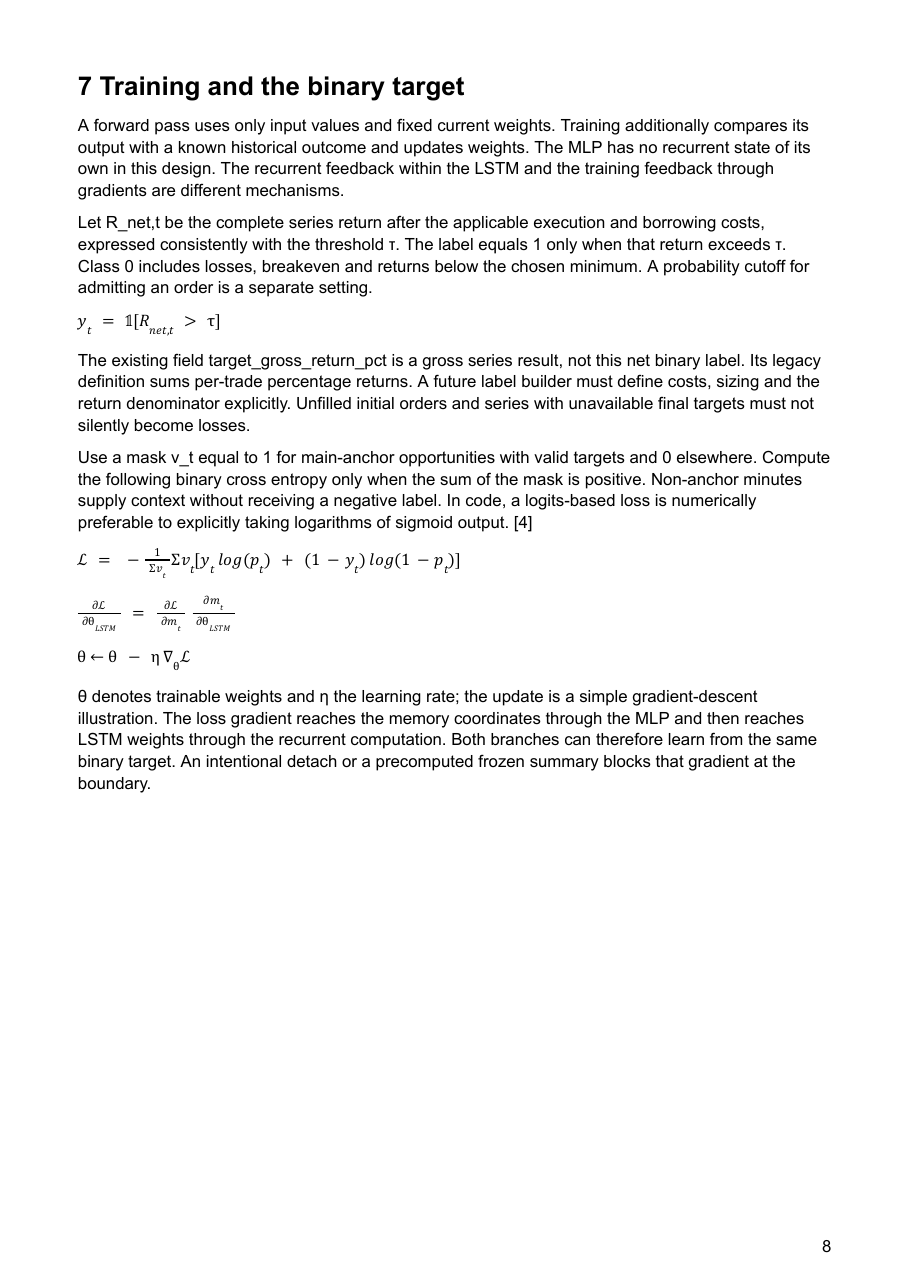 7 Training and the binary target
A forward pass uses only input values and fixed current weights. Training additionally compares its
output with a known historical outcome and updates weights. The MLP has no recurrent state of its
own in this design. The recurrent feedback within the LSTM and the training feedback through
gradients are different mechanisms.
Let R_net,t be the complete series return after the applicable execution and borrowing costs,
expressed consistently with the threshold τ. The label equals 1 only when that return exceeds τ.
Class 0 includes losses, breakeven and returns below the chosen minimum. A probability cutoff for
admitting an order is a separate setting.
y_t = 𝟙[R_net,t > τ]
The existing field target_gross_return_pct is a gross series result, not this net binary label. Its legacy
definition sums per-trade percentage returns. A future label builder must define costs, sizing and the
return denominator explicitly. Unfilled initial orders and series with unavailable final targets must not
silently become losses.
Use a mask v_t equal to 1 for main-anchor opportunities with valid targets and 0 elsewhere. Compute
the following binary cross entropy only when the sum of the mask is positive. Non-anchor minutes
supply context without receiving a negative label. In code, a logits-based loss is numerically
preferable to explicitly taking logarithms of sigmoid output. [4]
ℒ = − 1/Σv_t Σv_t[y_t log(p_t) + (1 − y_t) log(1 − p_t)]
∂ℒ/∂θ_LSTM = ∂ℒ/∂m_t ∂m_t/∂θ_LSTM
θ ← θ − η ∇_θ ℒ
θ denotes trainable weights and η the learning rate; the update is a simple gradient-descent
illustration. The loss gradient reaches the memory coordinates through the MLP and then reaches
LSTM weights through the recurrent computation. Both branches can therefore learn from the same
binary target. An intentional detach or a precomputed frozen summary blocks that gradient at the
boundary.
8